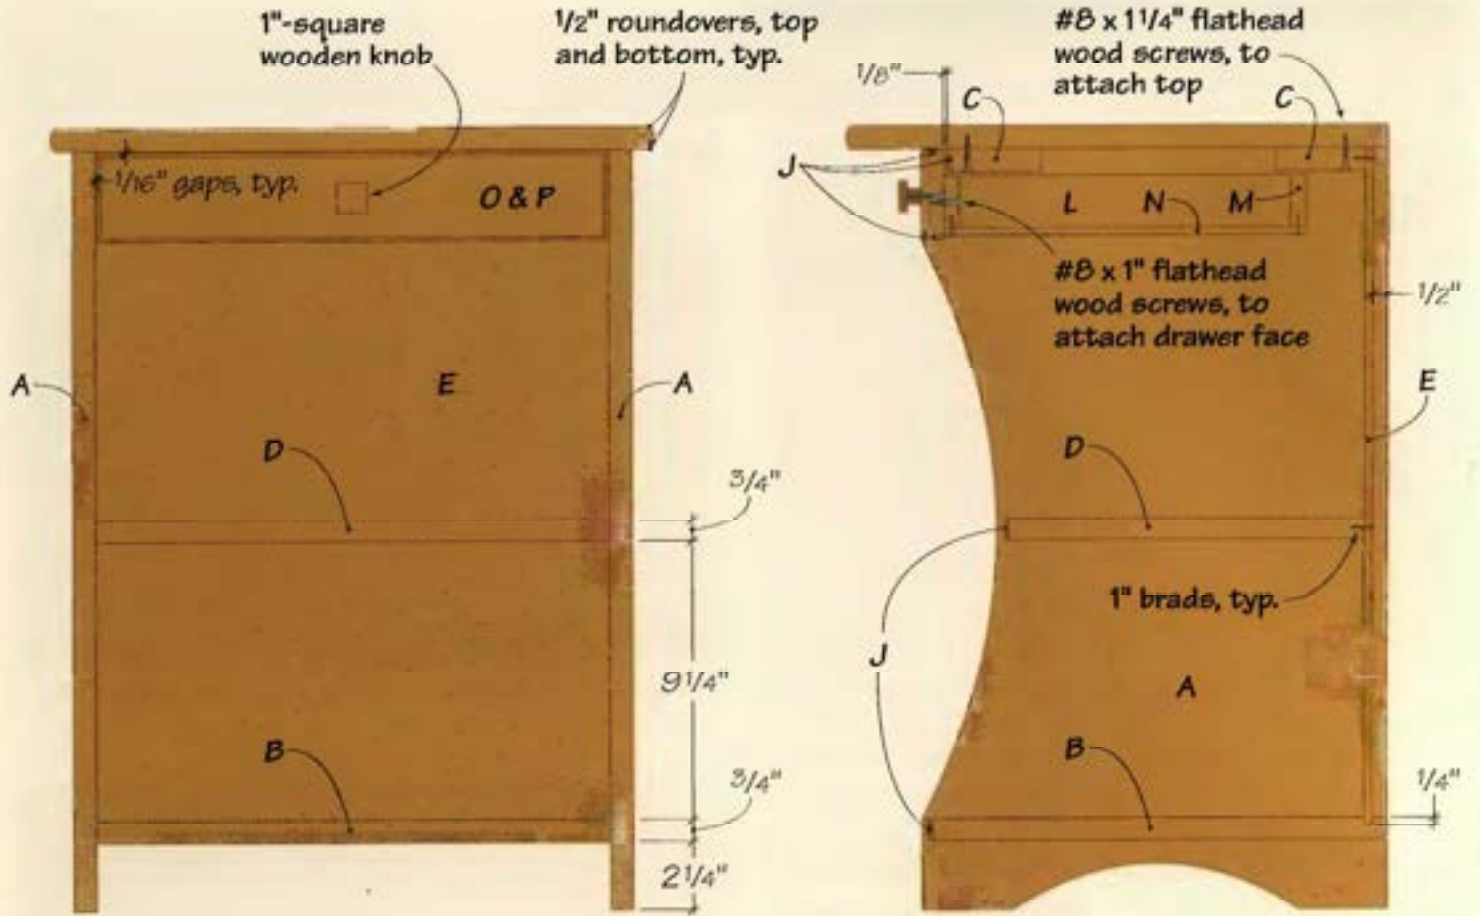 1"-square
wooden knob
1/2" roundovers, top
and bottom, typ.
1/16" gaps, typ.
O & P
A
E
A
D
3/4"
9 1/4"
B
3/4"
2 1/4"
#8 x 1 1/4" flathead
wood screws, to
attach top
1/8"
C
C
J
L
N
M
#8 x 1" flathead
wood screws, to
attach drawer face
1/2"
E
D
1" brads, typ.
J
A
B
1/4"